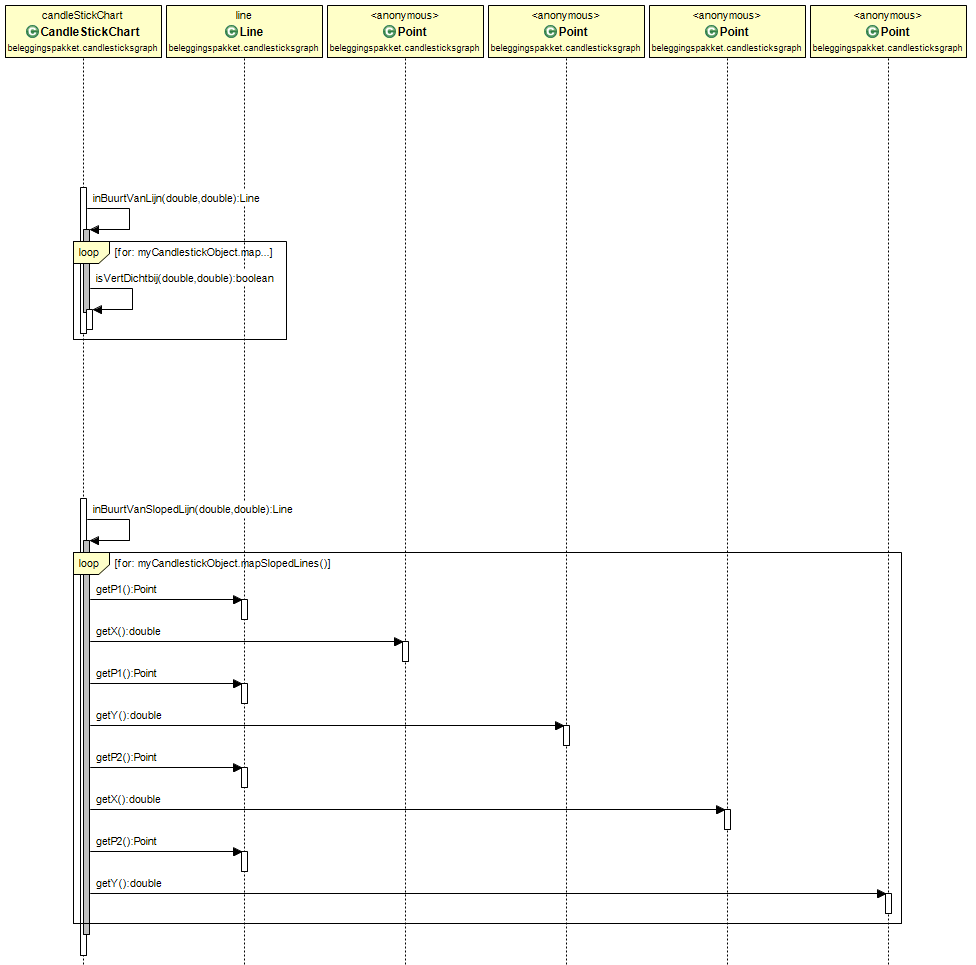 candleStickChart
CandleStickChart
beleggingspakket.candlesticksgraph
line
Line
beleggingspakket.candlesticksgraph
<anonymous>
Point
beleggingspakket.candlesticksgraph
<anonymous>
Point
beleggingspakket.candlesticksgraph
<anonymous>
Point
beleggingspakket.candlesticksgraph
<anonymous>
Point
beleggingspakket.candlesticksgraph
inBuurtVanLijn(double,double):Line
loop [for: myCandlestickObject.map...]
isVertDichtbij(double,double):boolean
inBuurtVanSlopedLijn(double,double):Line
loop [for: myCandlestickObject.mapSlopedLines()]
getP1():Point
getX():double
getP1():Point
getY():double
getP2():Point
getX():double
getP2():Point
getY():double